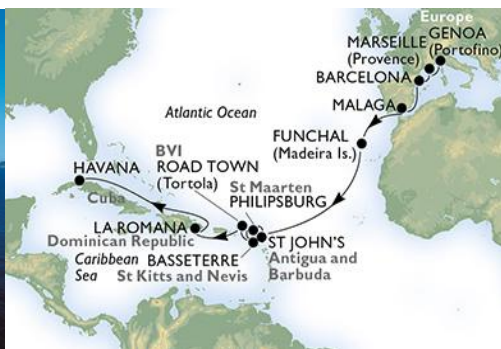 Europe
GENOA
(Portofino)
MARSEILLE
(Provence)
BARCELONA
MALAGA
Atlantic Ocean
FUNCHAL
(Madeira Is.)
BVI
ROAD TOWN
(Tortola)
HAVANA
Cuba
St Maarten
PHILIPSBURG
LA ROMANA
Dominican Republic
ST JOHN'S
Antigua and
Barbuda
BASSETERRE
St Kitts and Nevis
Caribbean
Sea